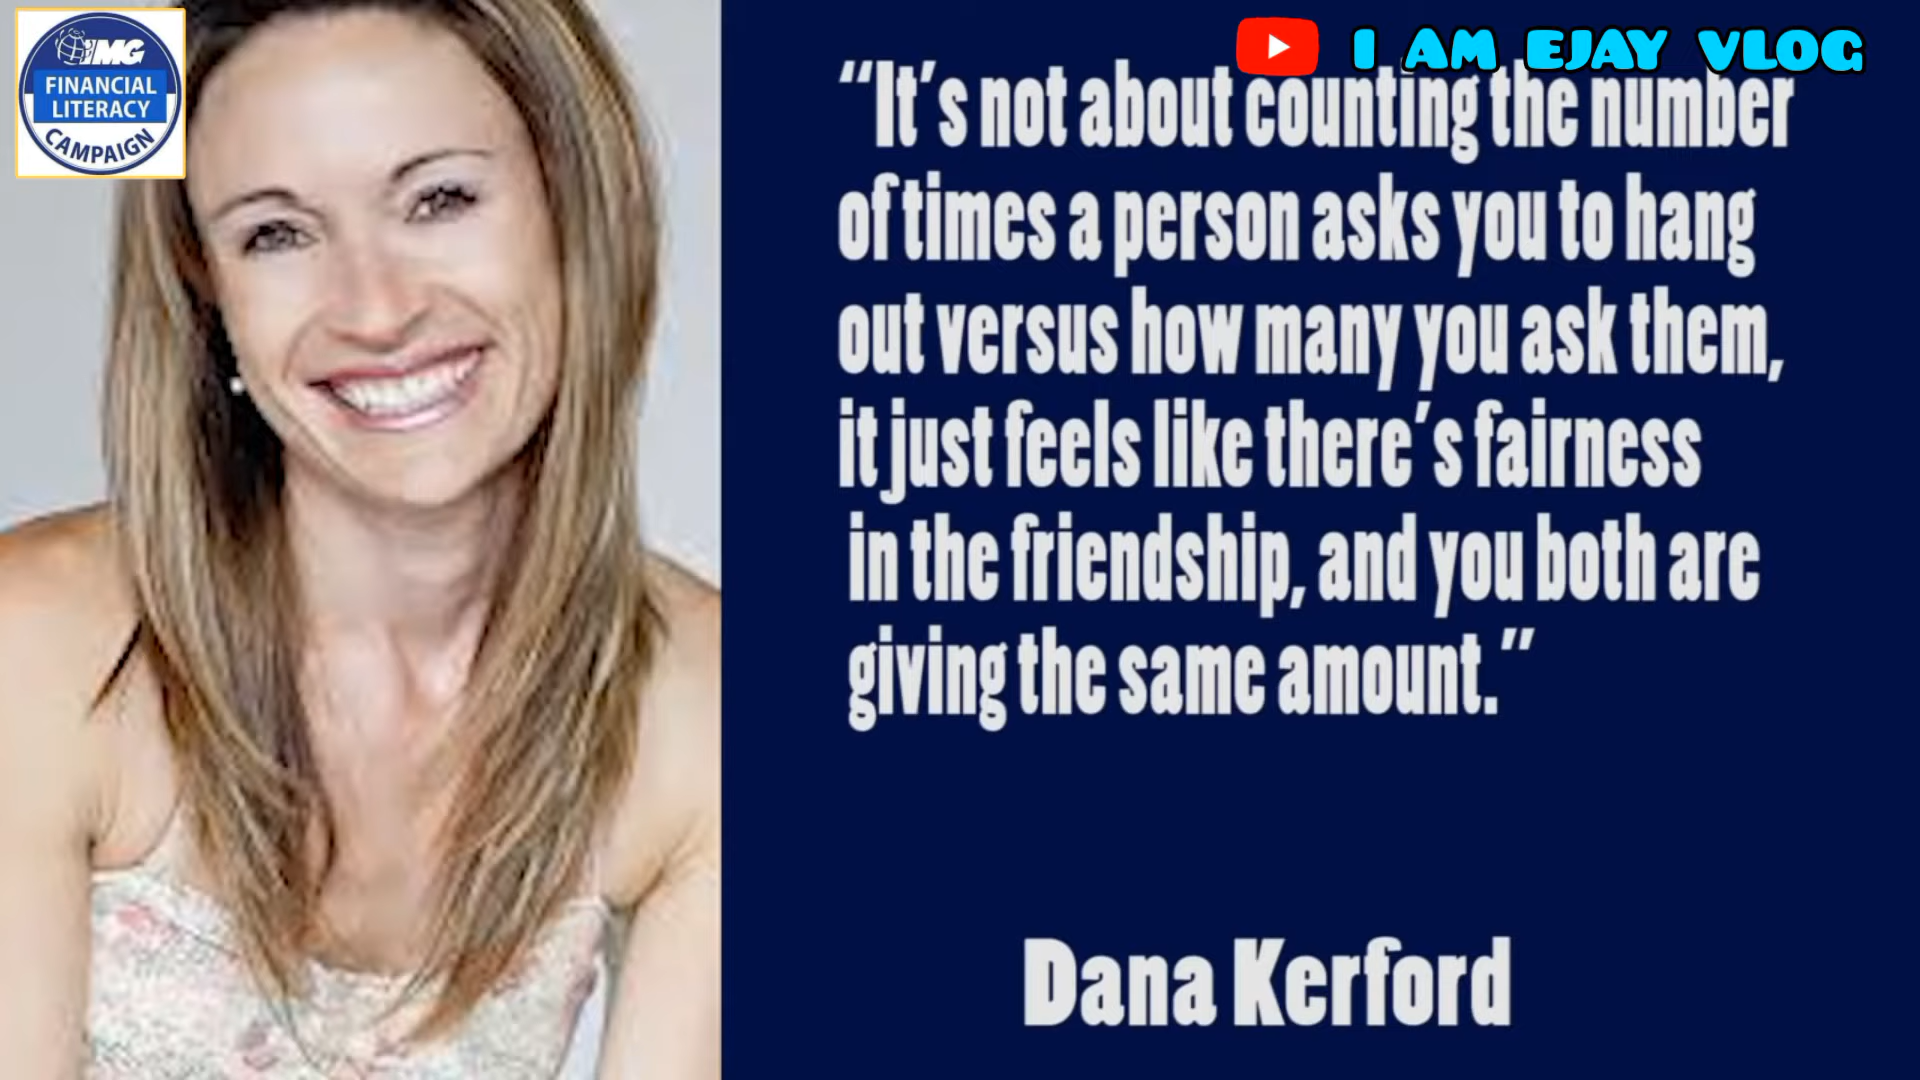 IMG
FINANCIAL
LITERACY
CAMPAIGN
I AM EJAY VLOG
“It’s not about counting the number
of times a person asks you to hang
out versus how many you ask them,
it just feels like there’s fairness
in the friendship, and you both are
giving the same amount.”
Dana Kerford